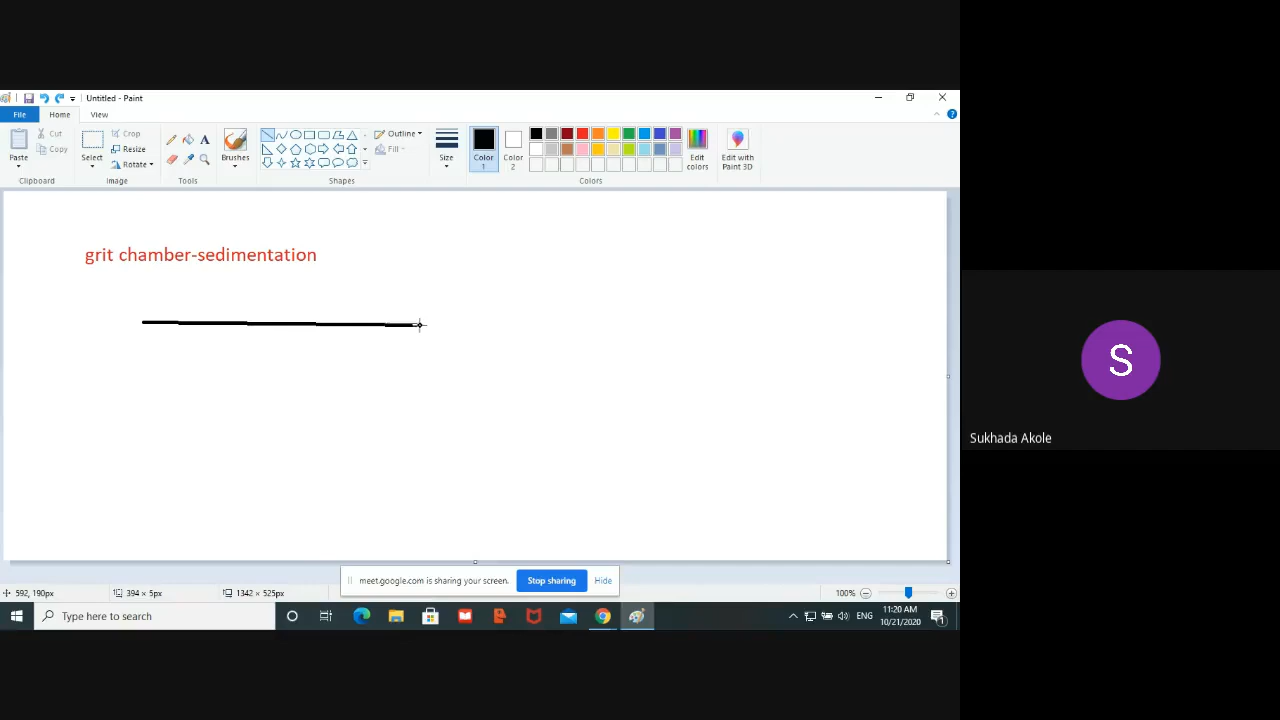 Untitled - Paint
File Home View
Paste
Cut
Copy
Clipboard
Select
Crop
Resize
Rotate
Image
Tools
Brushes
Shapes
Outline
Fill
Size
Color 1
Color 2
Edit colors
Colors
Edit with Paint 3D
grit chamber-sedimentation
S
Sukhada Akole
meet.google.com is sharing your screen. Stop sharing Hide
592, 190px 394 × 5px 1342 × 525px 100%
Type here to search
ENG
11:20 AM
10/21/2020
1